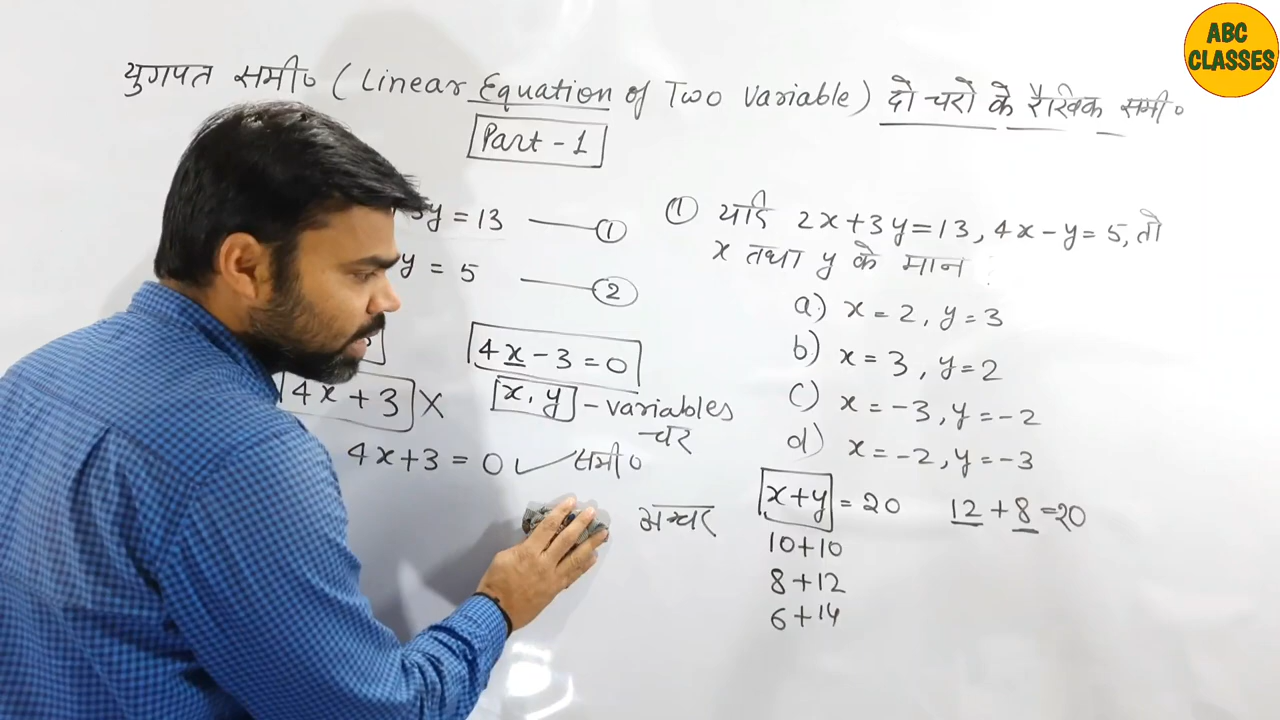 ABC
CLASSES
युगपत समी० (Linear Equation of Two Variable) दो चरो के रैखिक समी०
Part - 1
3y = 13 ① 
y = 5 ②
4x - 3 = 0
4x + 3 X
x, y - variables
चर
4x + 3 = 0 ✓ समी०
अचर
① यदि 2x + 3y = 13, 4x - y = 5, तो
x तथा y के मान
a) x = 2, y = 3
b) x = 3, y = 2
c) x = -3, y = -2
d) x = -2, y = -3
x + y = 20 12 + 8 = 20
10 + 10
8 + 12
6 + 14